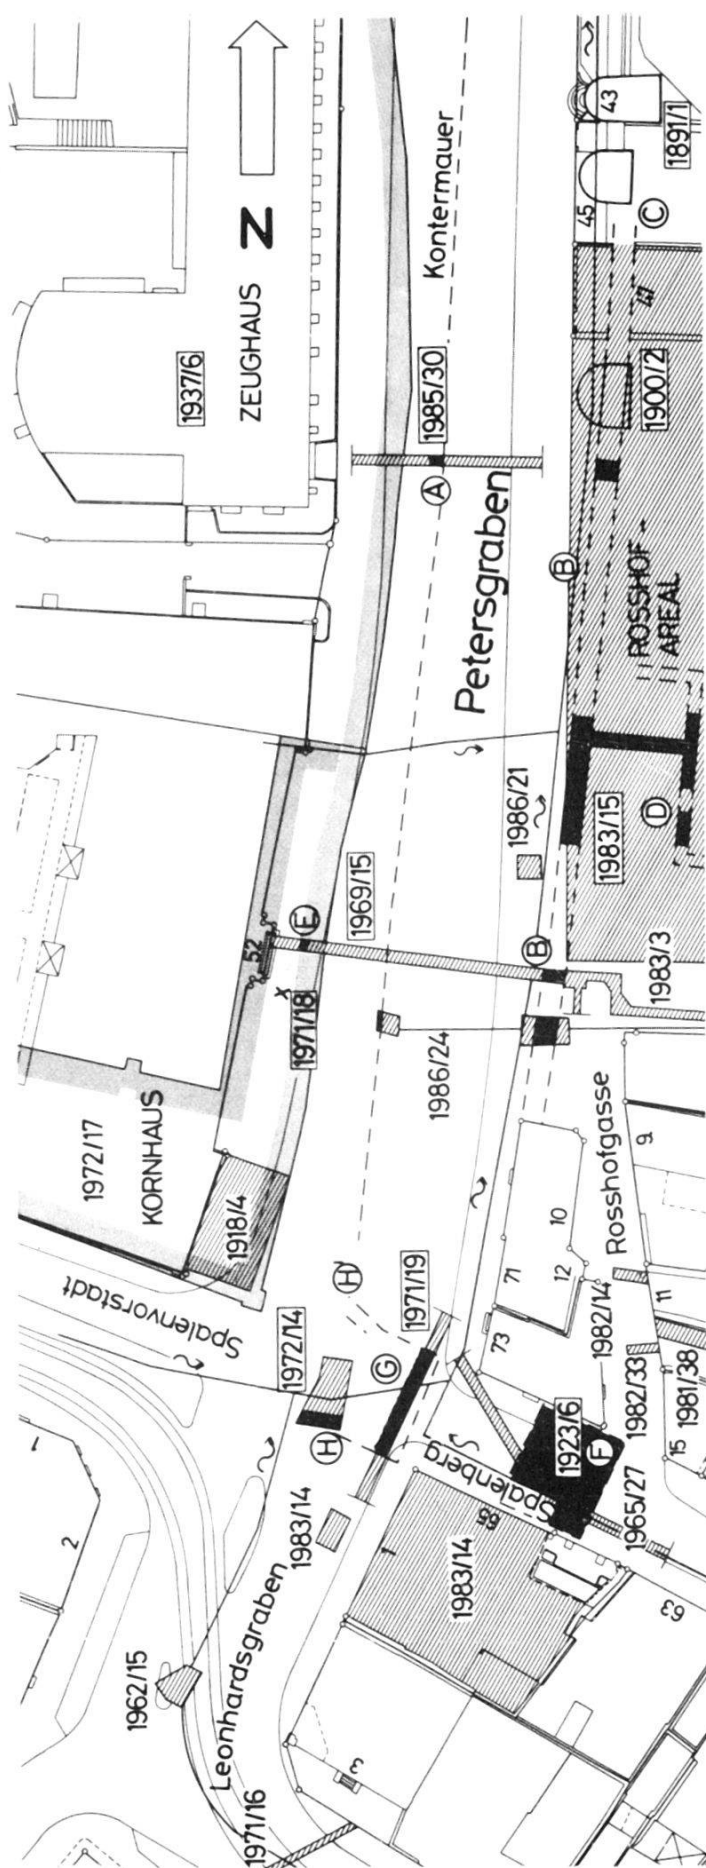 N
ZEUGHAUS
1937/6
Kontermauer
43
1891/1
45
C
47
1985/30
A
1900/2
Petersgraben
B
ROSSHOF-
AREAL
1986/21
1983/15
D
1969/15
E
52
x
1971/18
B
1983/3
1986/24
1972/17
KORNHAUS
1918/4
Spalenvorstadt
Rosshofgasse
9
10
71
12
11
H'
1971/19
73
1982/14
1972/14
G
H
1982/33
1981/38
15
1923/6
F
1965/27
Spalenberg
65
1
2
1983/14
1
1983/14
63
1962/15
Leonhardsgraben
3
1971/16